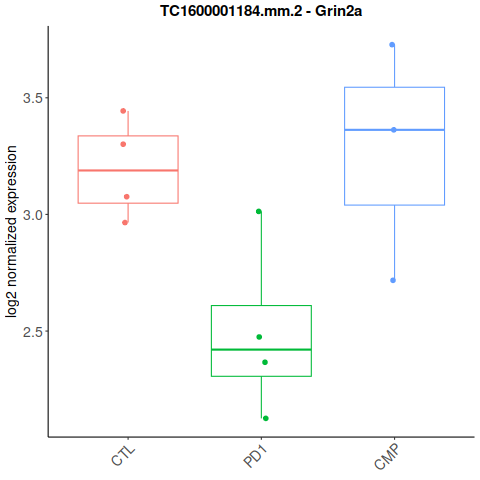 TC1600001184.mm.2 - Grin2a
log2 normalized expression
3.5
3.0
2.5
CTL
PD1
CMP